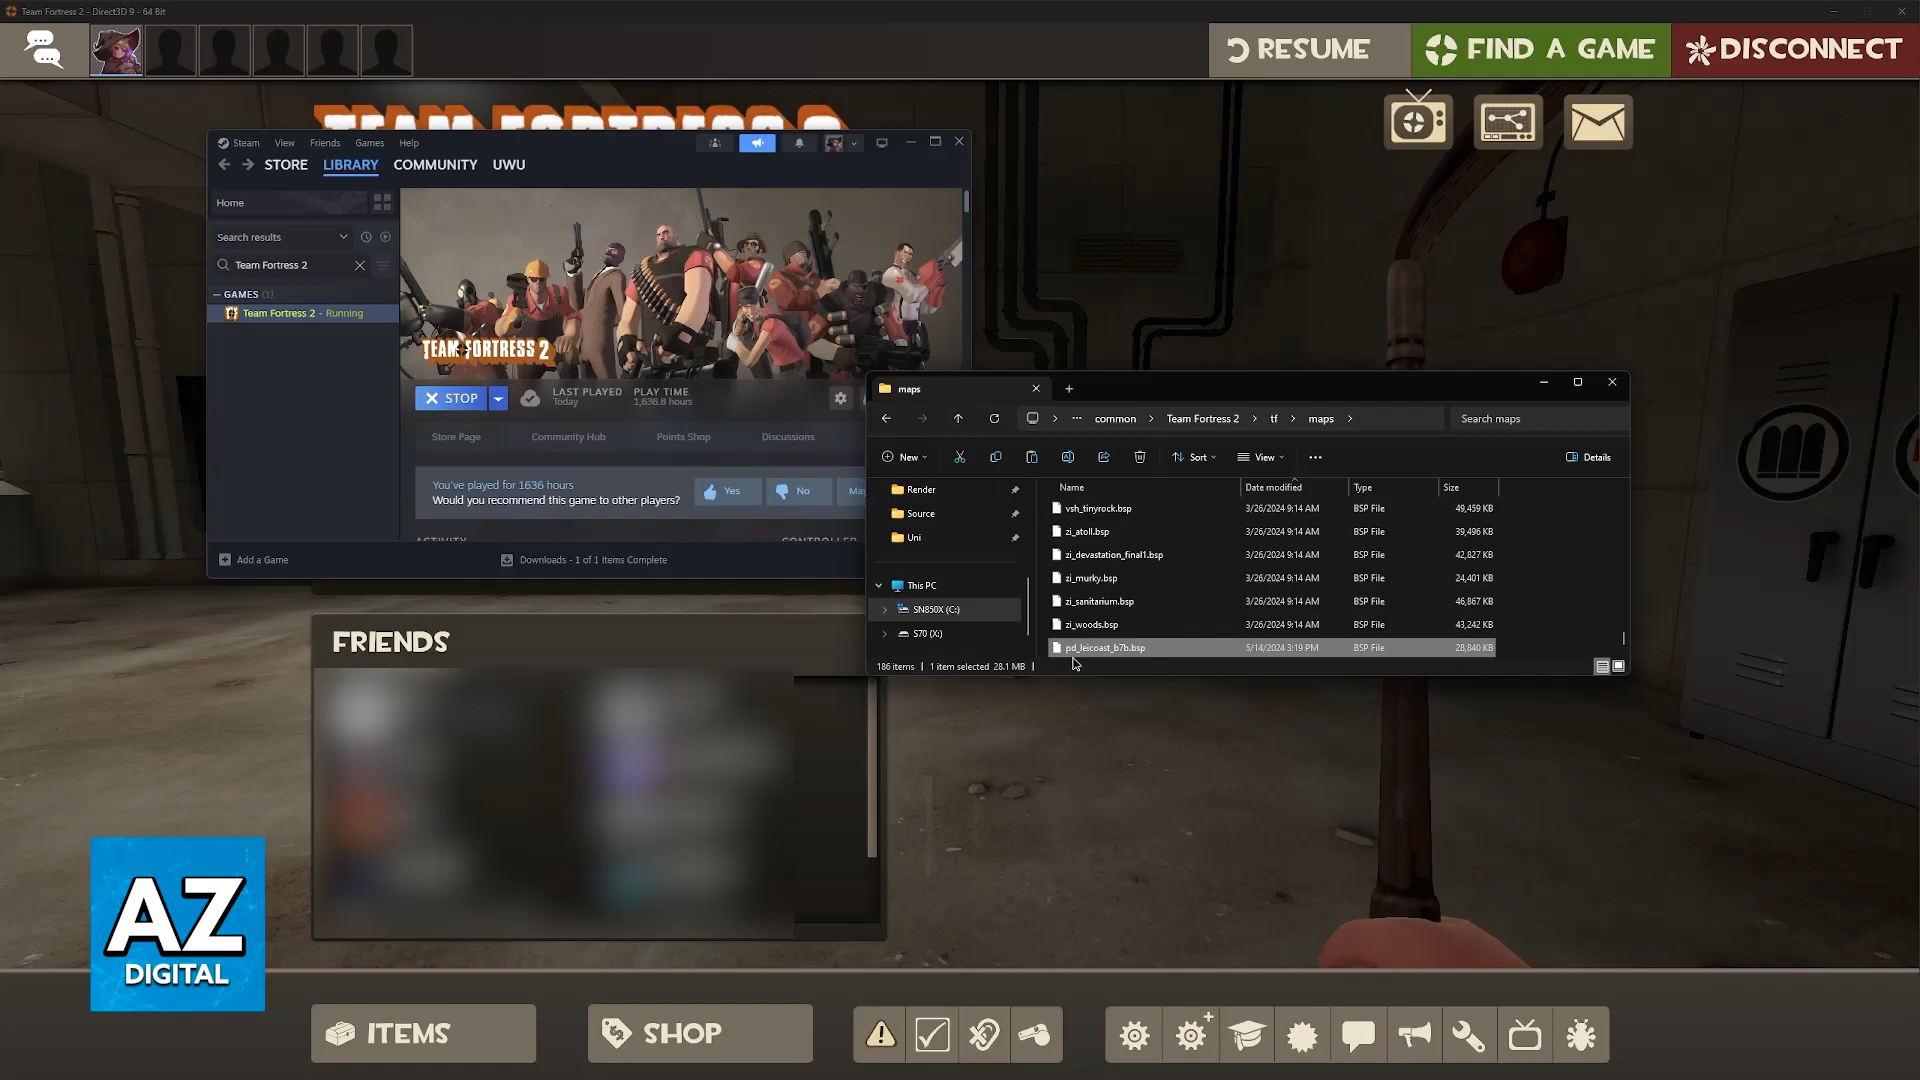 Team Fortress 2 - Direct3D 9 - 64 Bit
RESUME
FIND A GAME
DISCONNECT
TEAM FORTRESS 2
Steam
View
Friends
Games
Help
STORE
LIBRARY
COMMUNITY
UWU
Home
Search results
Team Fortress 2
GAMES (1)
Team Fortress 2 - Running
TEAM FORTRESS 2
STOP
LAST PLAYED
Today
PLAY TIME
1,636.8 hours
Store Page
Community Hub
Points Shop
Discussions
You've played for 1636 hours
Would you recommend this game to other players?
Yes
No
May
ACTIVITY
CONTROLLER
Add a Game
Downloads - 1 of 1 Items Complete
maps
common
Team Fortress 2
tf
maps
Search maps
New
Sort
View
Details
Render
Source
Uni
This PC
SN850X (C:)
S70 (X:)
Name
Date modified
Type
Size
vsh_tinyrock.bsp 3/26/2024 9:14 AM BSP File 49,459 KB
zi_atoll.bsp 3/26/2024 9:14 AM BSP File 39,496 KB
zi_devastation_final1.bsp 3/26/2024 9:14 AM BSP File 42,827 KB
zi_murky.bsp 3/26/2024 9:14 AM BSP File 24,401 KB
zi_sanitarium.bsp 3/26/2024 9:14 AM BSP File 46,867 KB
zi_woods.bsp 3/26/2024 9:14 AM BSP File 43,242 KB
pd_leicoast_b7b.bsp 5/14/2024 3:19 PM BSP File 28,840 KB
186 items
1 item selected 28.1 MB
FRIENDS
AZ
DIGITAL
ITEMS
SHOP